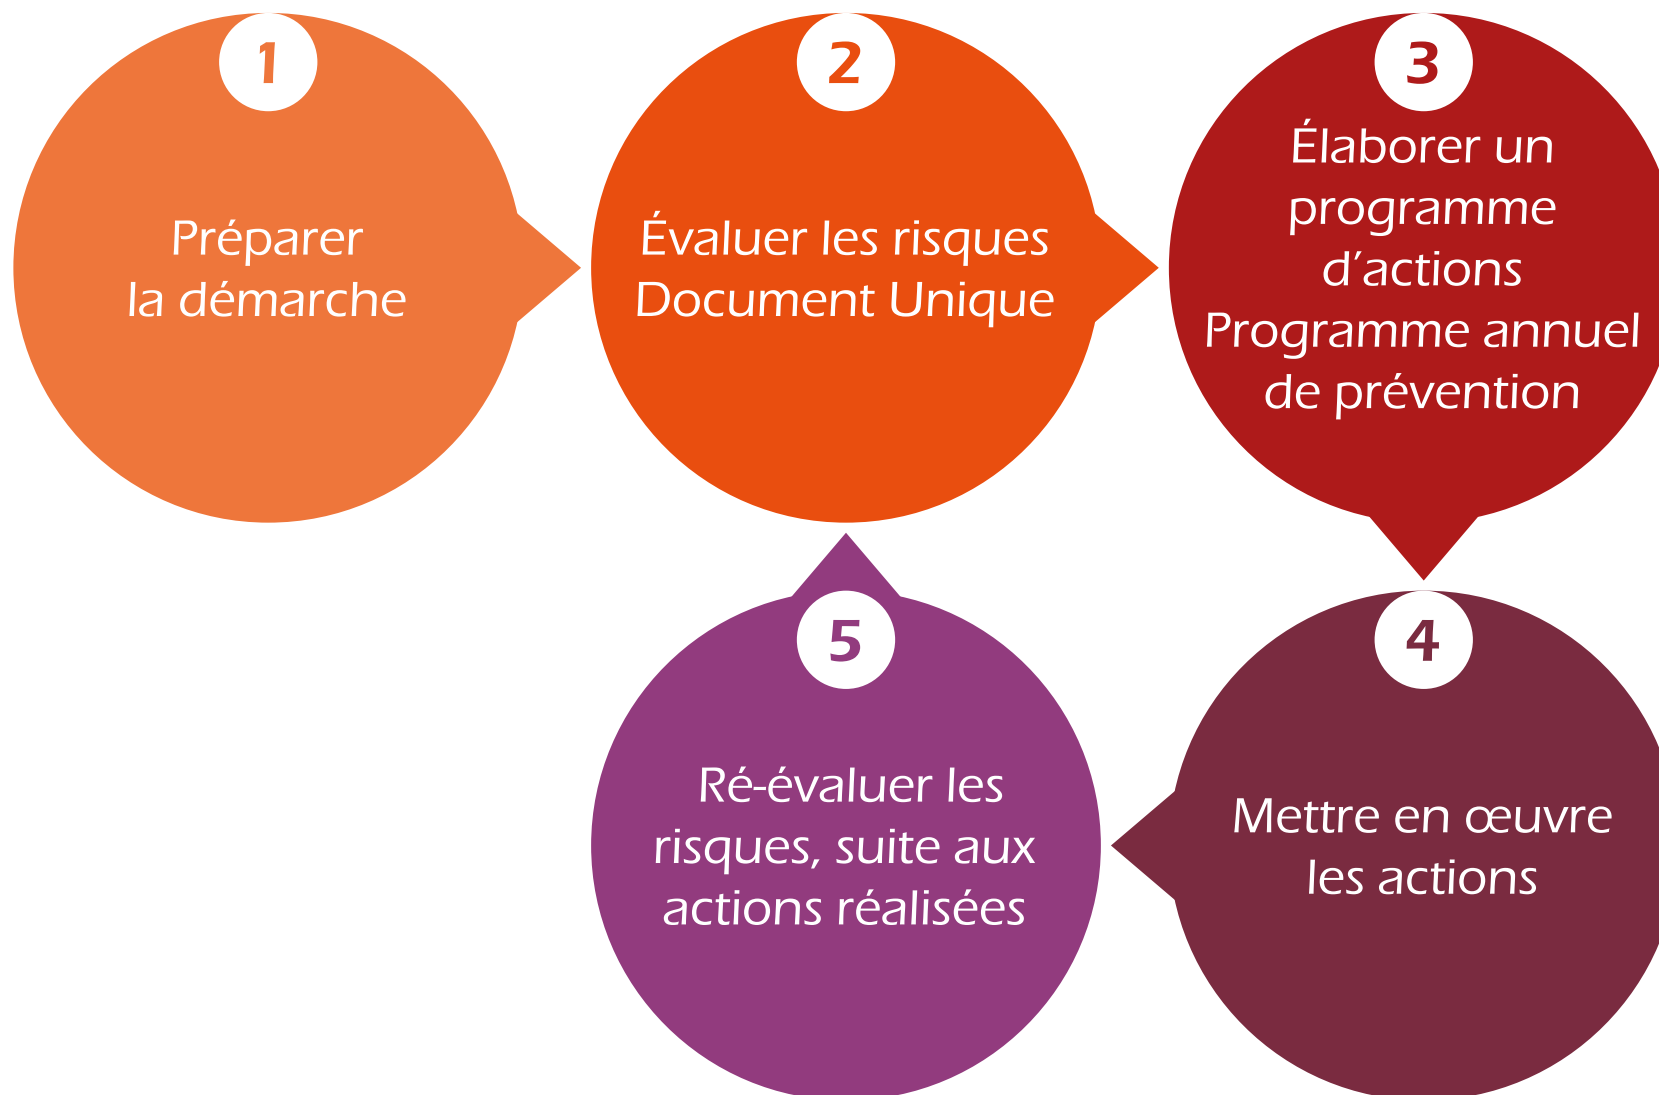 1
Préparer
la démarche
2
Évaluer les risques
Document Unique
3
Élaborer un
programme
d’actions
Programme annuel
de prévention
4
Mettre en œuvre
les actions
5
Ré-évaluer les
risques, suite aux
actions réalisées